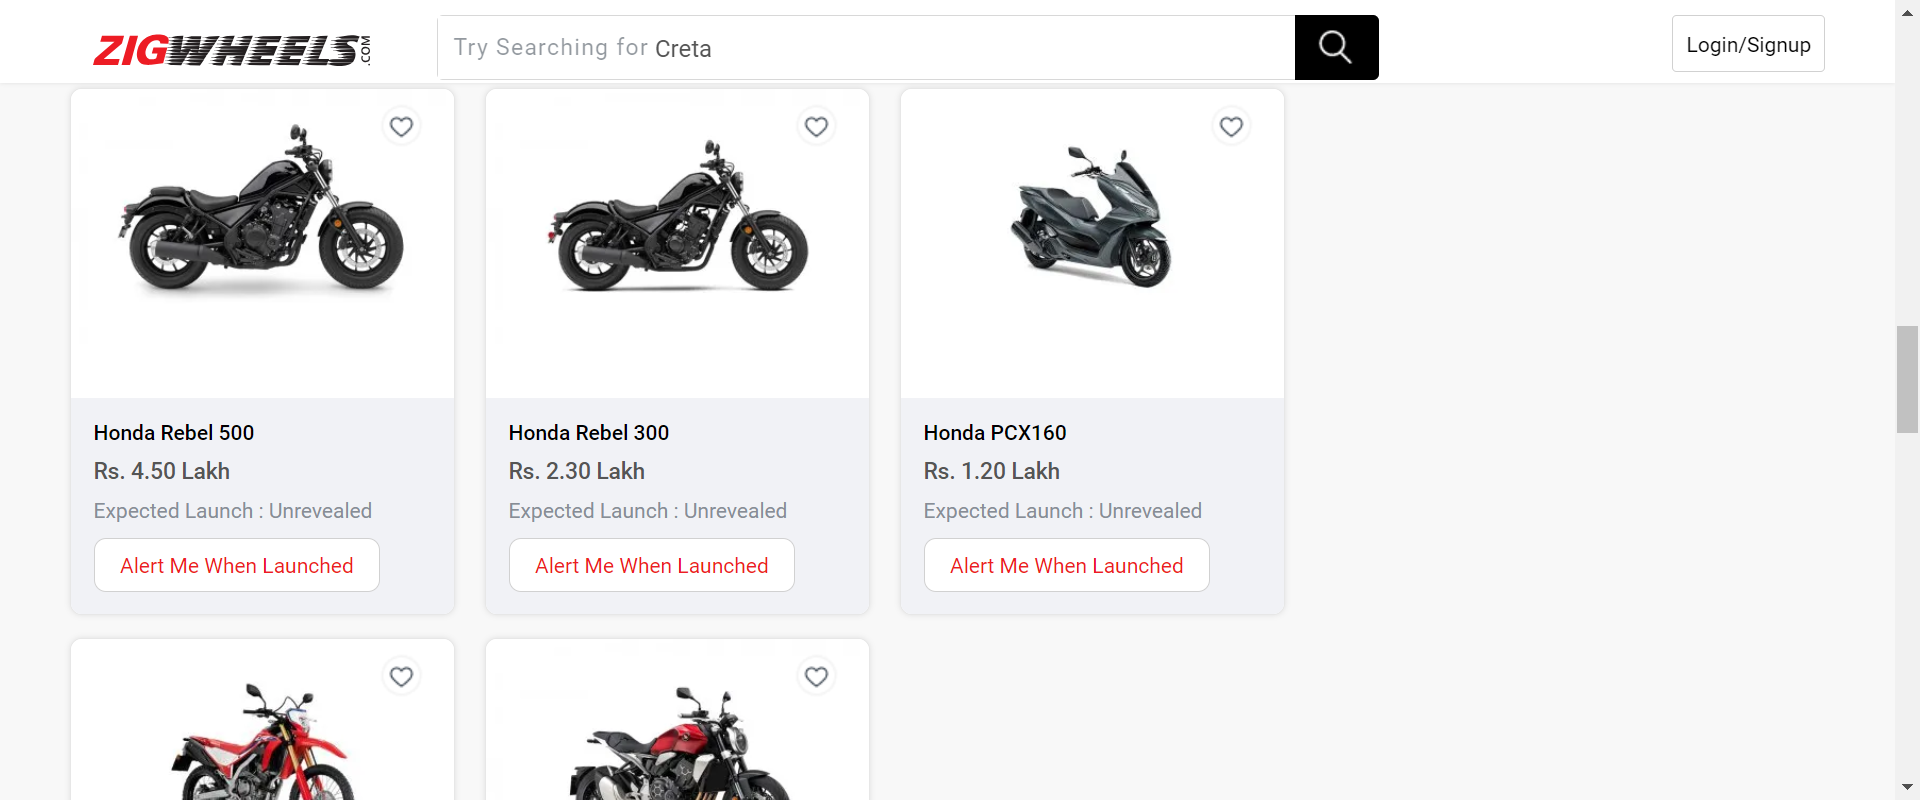 ZIGWHEELS.COM
Try Searching for Creta
Login/Signup
Honda Rebel 500
Rs. 4.50 Lakh
Expected Launch : Unrevealed
Alert Me When Launched
Honda Rebel 300
Rs. 2.30 Lakh
Expected Launch : Unrevealed
Alert Me When Launched
Honda PCX160
Rs. 1.20 Lakh
Expected Launch : Unrevealed
Alert Me When Launched